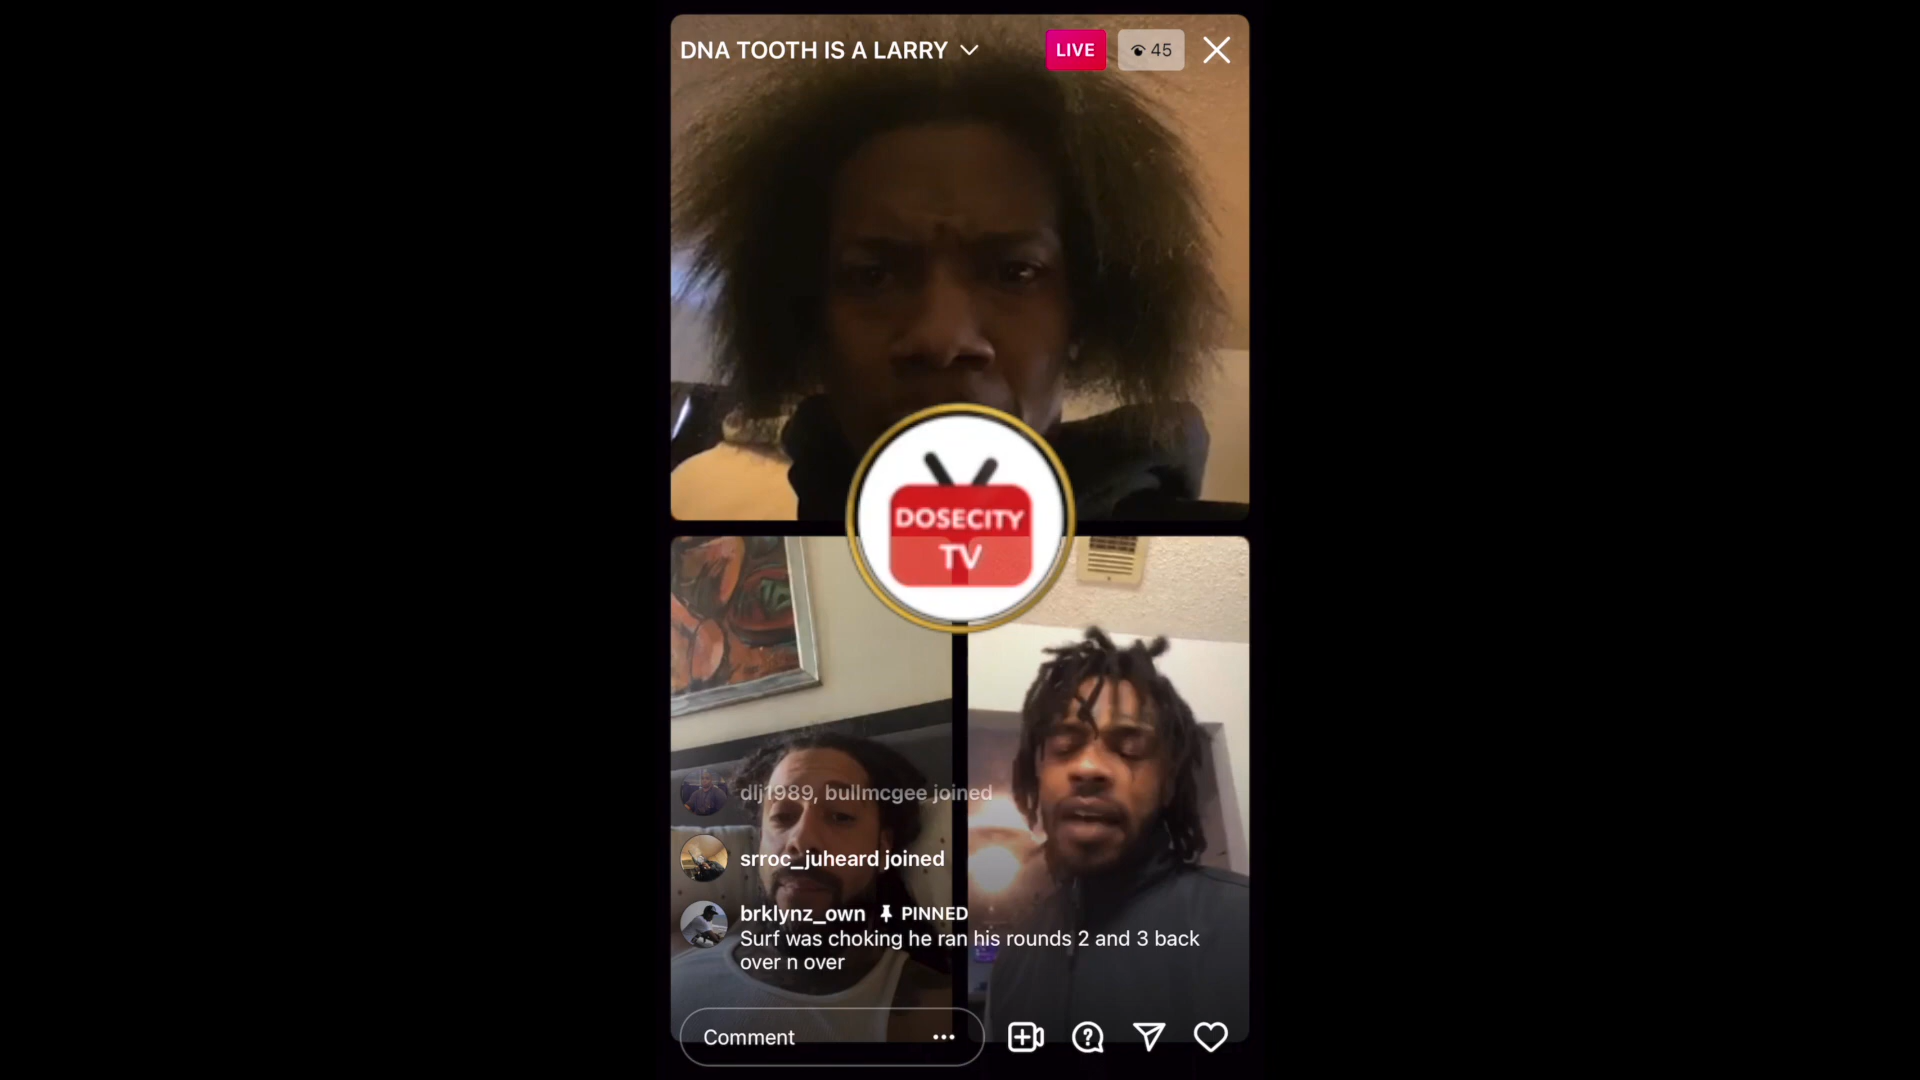 DNA TOOTH IS A LARRY
LIVE
45
DOSECITY
TV
dlj1989, bullmcgee joined
srroc_juheard joined
brklynz_own PINNED
Surf was choking he ran his rounds 2 and 3 back
over n over
Comment